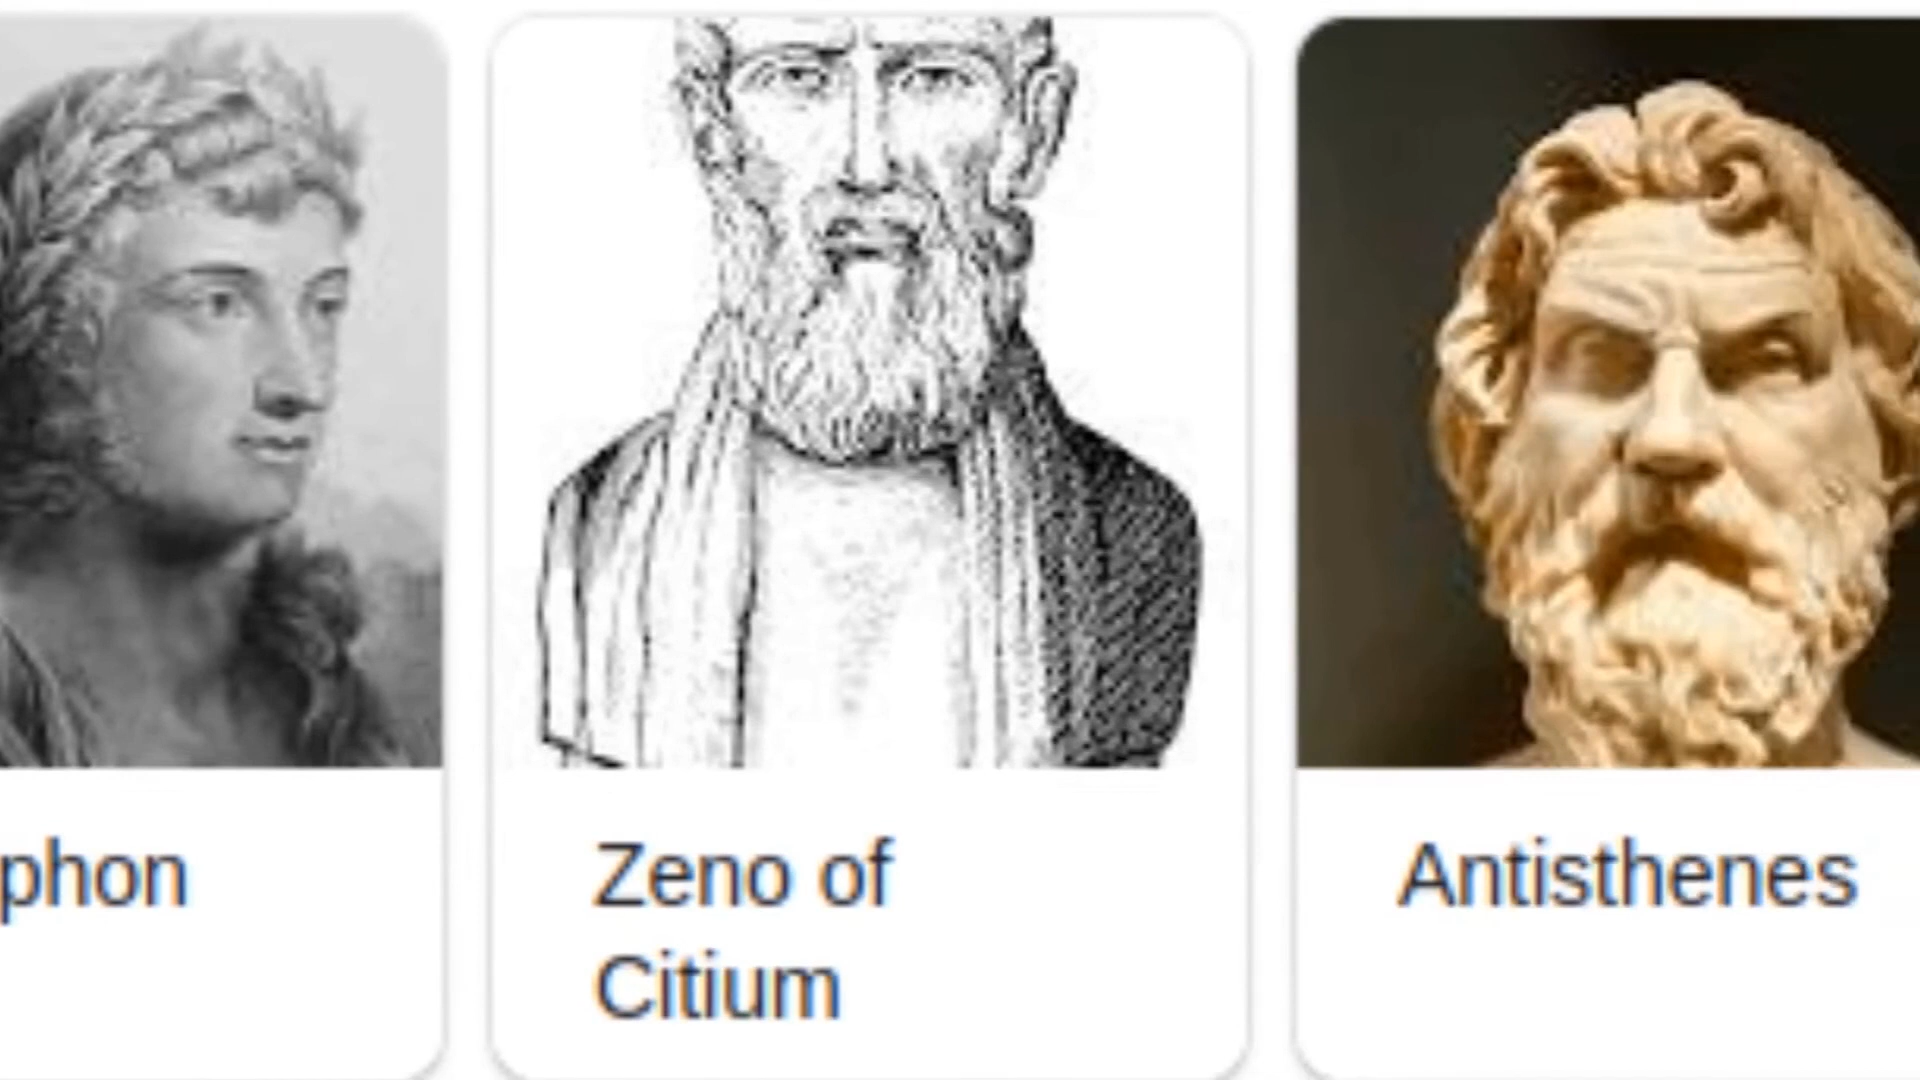 phon
Zeno of
Citium
Antisthenes